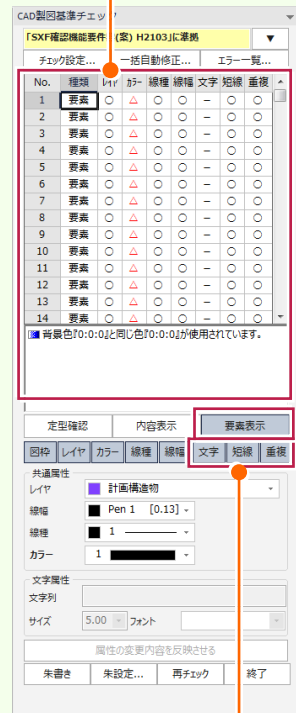 CAD製図基準チェック
「SXF確認機能要件 (案) H2103」に準拠 ▼
チェック設定... 一括自動修正... エラー一覧...
No. 種類 ﾚｲﾔ ｶﾗｰ 線種 線幅 文字 短線 重複
1 要素 ○ △ ○ ○ − ○ ○
2 要素 ○ △ ○ ○ − ○ ○
3 要素 ○ △ ○ ○ − ○ ○
4 要素 ○ △ ○ ○ − ○ ○
5 要素 ○ △ ○ ○ − ○ ○
6 要素 ○ △ ○ ○ − ○ ○
7 要素 ○ △ ○ ○ − ○ ○
8 要素 ○ △ ○ ○ − ○ ○
9 要素 ○ △ ○ ○ − ○ ○
10 要素 ○ △ ○ ○ − ○ ○
11 要素 ○ △ ○ ○ − ○ ○
12 要素 ○ △ ○ ○ − ○ ○
13 要素 ○ △ ○ ○ − ○ ○
14 要素 ○ △ ○ ○ − ○ ○
背景色『0:0:0』と同じ色『0:0:0』が使用されています。
定型確認 内容表示 要素表示
図枠 レイヤ カラー 線種 線幅 文字 短線 重複
共通属性
レイヤ 計画構造物
線幅 Pen 1 [0.13]
線種 1
カラー 1
文字属性
文字列
サイズ 5.00 フォント
属性の変更内容を反映させる
朱書き 朱設定... 再チェック 終了